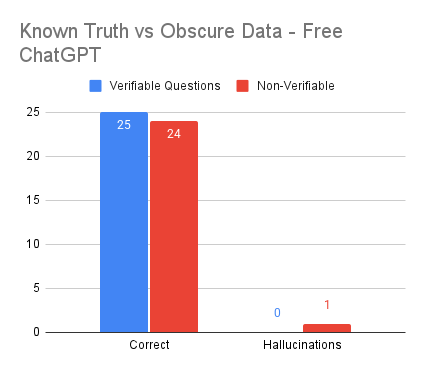 Known Truth vs Obscure Data - Free
ChatGPT
Verifiable Questions
Non-Verifiable
25
20
15
10
5
0
25
24
0
1
Correct
Hallucinations